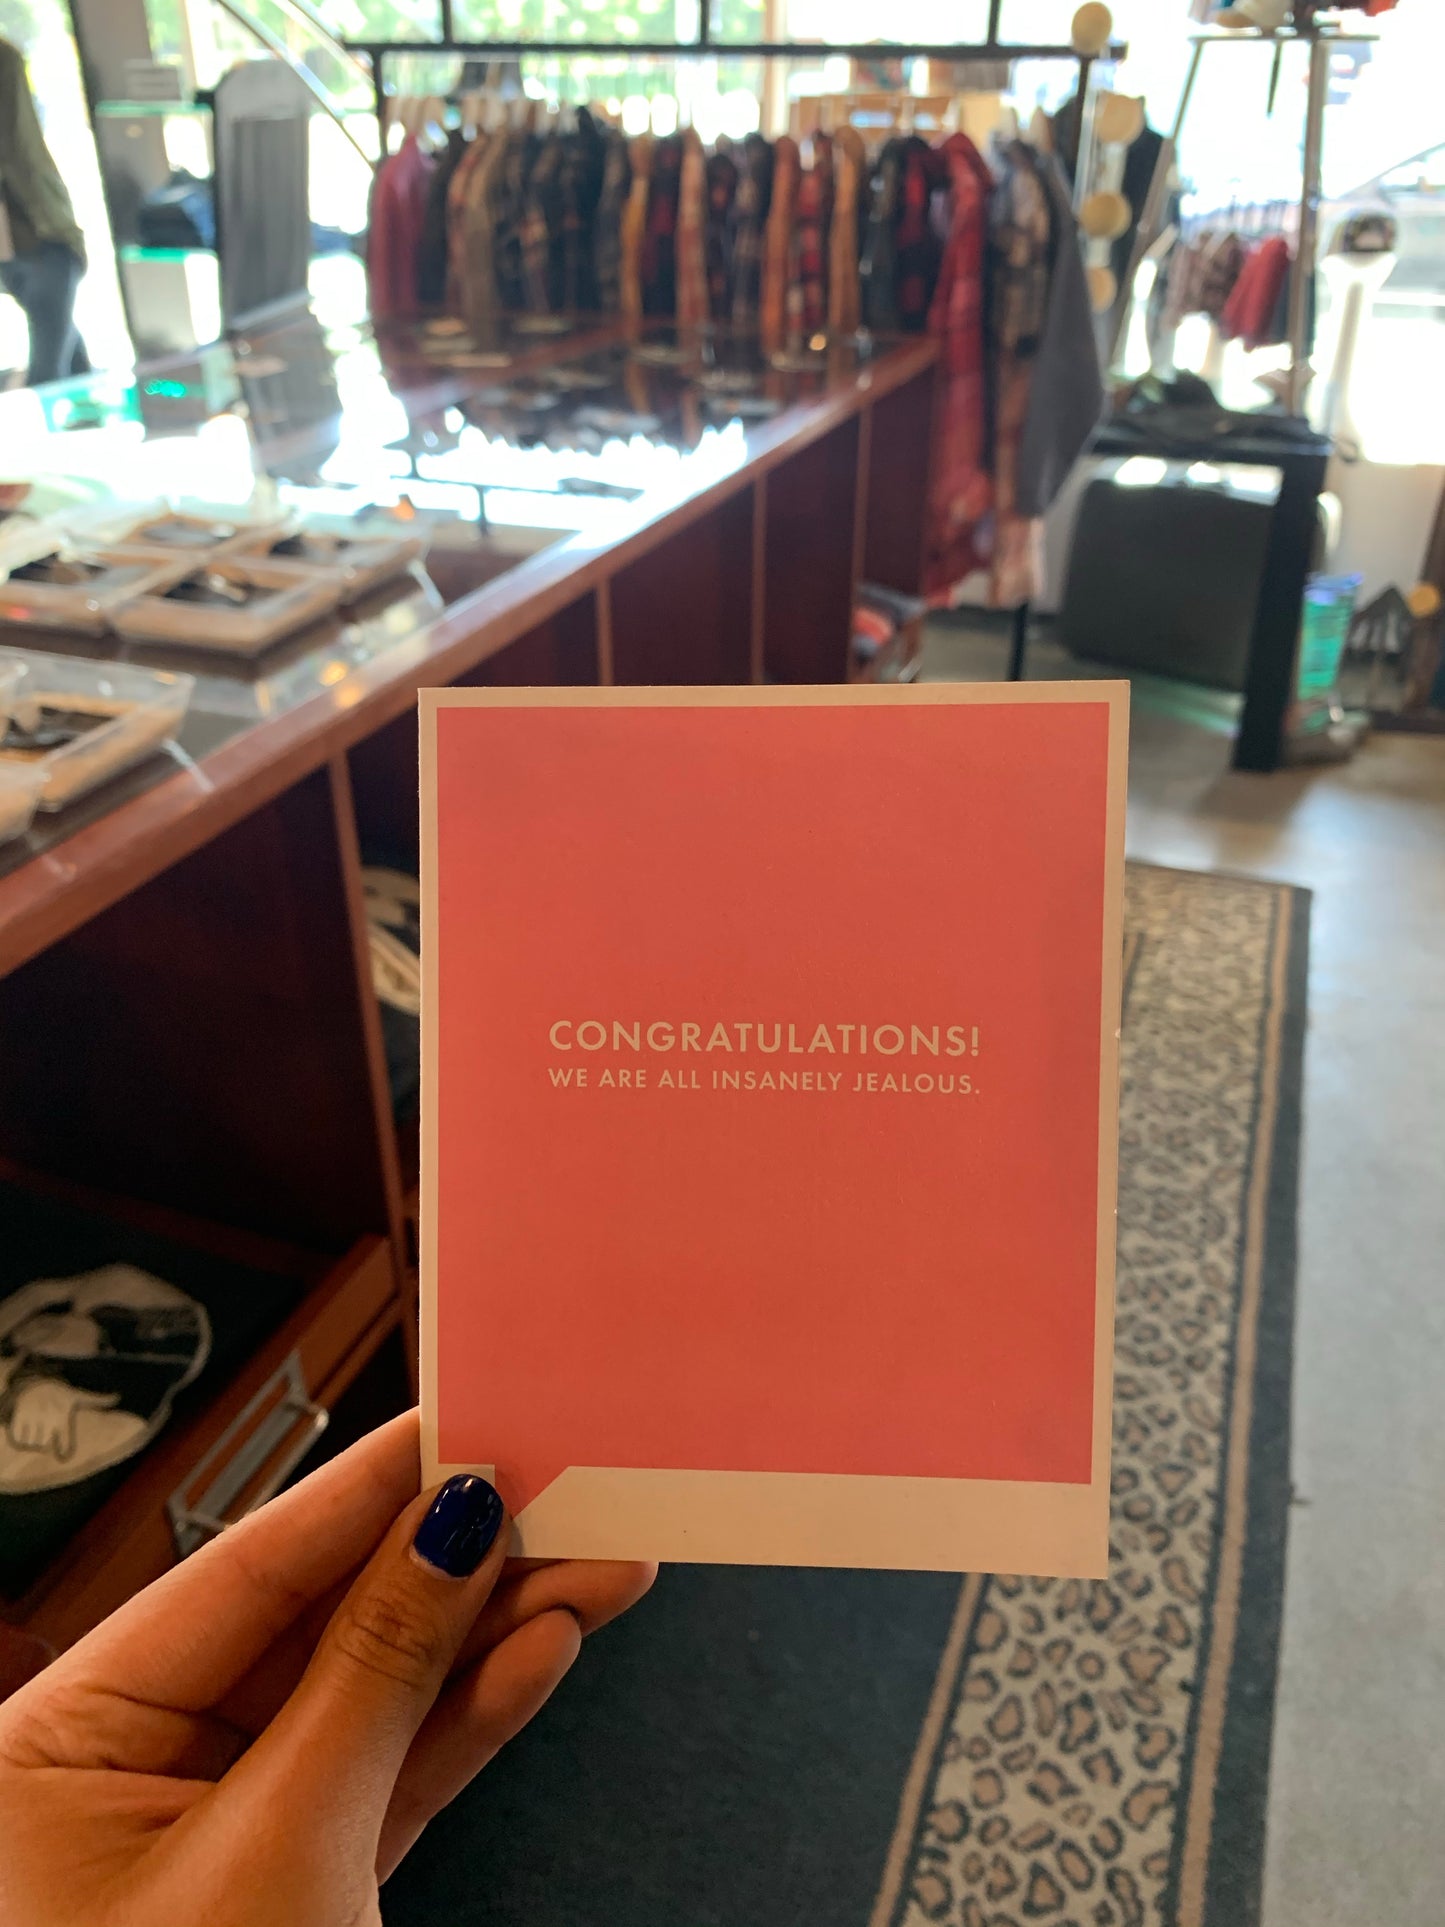 CONGRATULATIONS!
WE ARE ALL INSANELY JEALOUS.